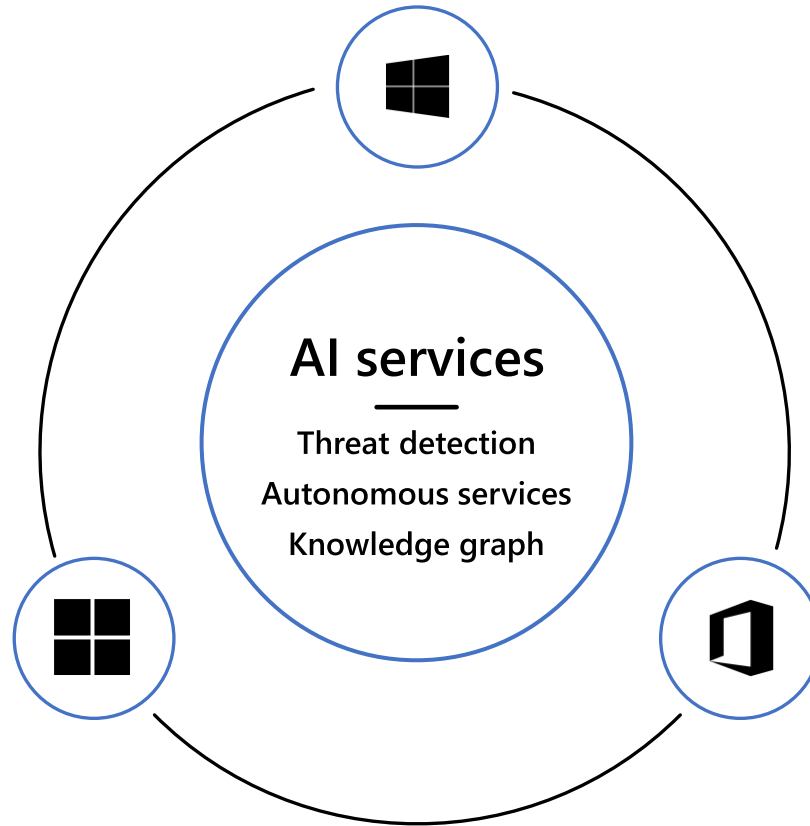 AI services
Threat detection
Autonomous services
Knowledge graph